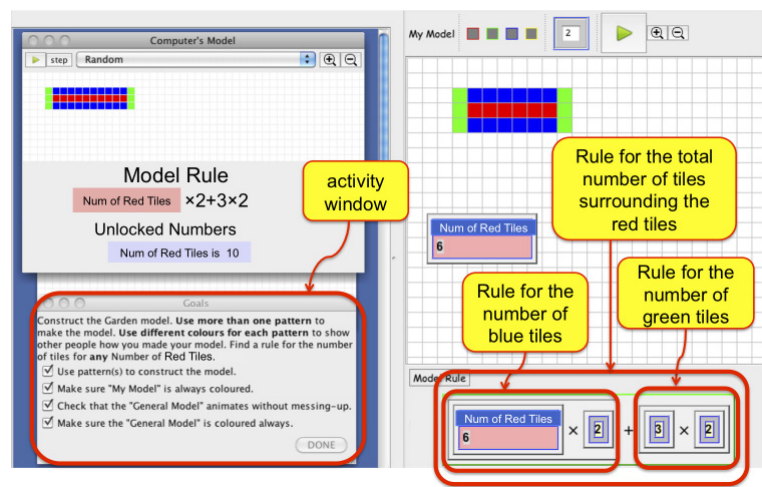 Computer's Model
step Random
Model Rule
Num of Red Tiles ×2+3×2
Unlocked Numbers
Num of Red Tiles is 10
activity
window
Goals
Construct the Garden model. Use more than one pattern to
make the model. Use different colours for each pattern to show
other people how you made your model. Find a rule for the number
of tiles for any Number of Red Tiles.
Use pattern(s) to construct the model.
Make sure "My Model" is always coloured.
Check that the "General Model" animates without messing-up.
Make sure the "General Model" is coloured always.
DONE
My Model 2
Rule for the total
number of tiles
surrounding the
red tiles
Num of Red Tiles
6
Rule for the
number of
blue tiles
Rule for the
number of
green tiles
Model Rule
Num of Red Tiles
6 × 2 + 3 × 2